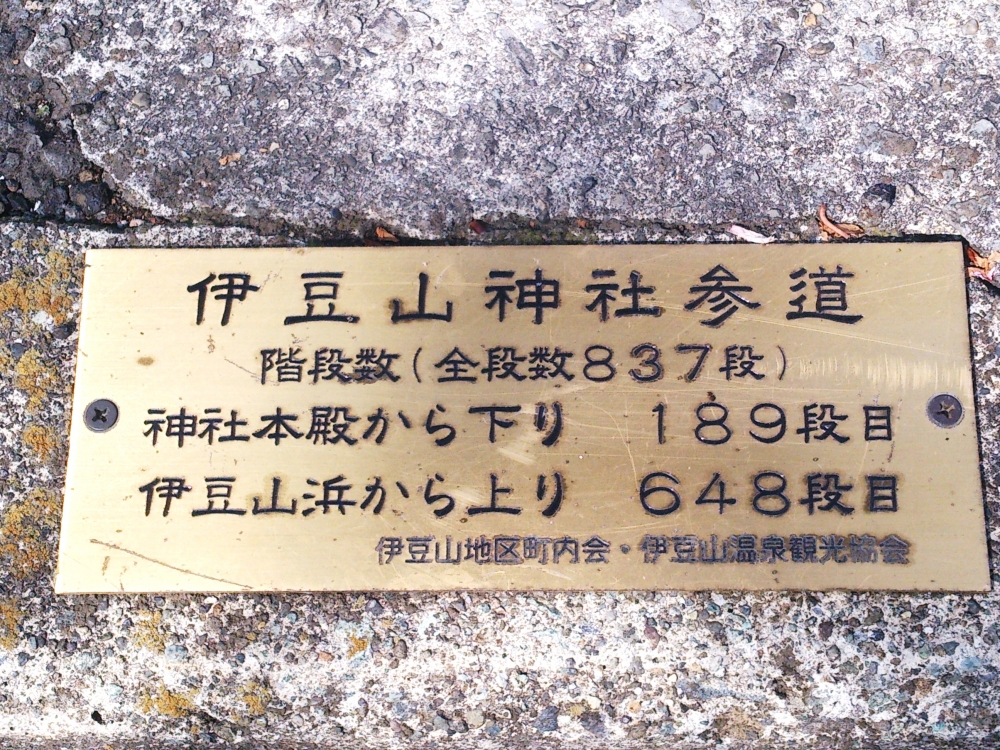 伊豆山神社参道
階段数(全段数837段)
神社本殿から下り　189段目
伊豆山浜から上り　648段目
伊豆山地区町内会・伊豆山温泉観光協会